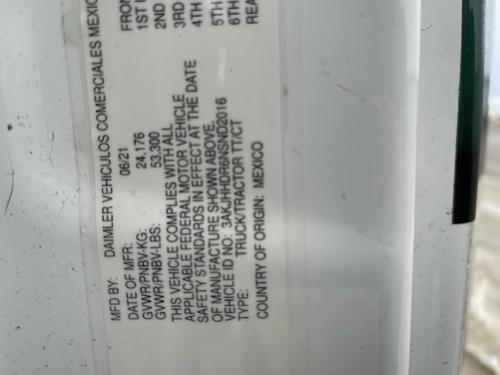 MFD BY: DAIMLER VEHICULOS COMERCIALES MEXICO
DATE OF MFR: 06/21
GVWR/PNBV-KG: 24,176
GVWR/PNBV-LBS: 53,300
THIS VEHICLE COMPLIES WITH ALL
APPLICABLE FEDERAL MOTOR VEHICLE
SAFETY STANDARDS IN EFFECT AT THE DATE
OF MANUFACTURE SHOWN ABOVE.
VEHICLE ID NO: 3AKJHHDR6NSND2016
TYPE: TRUCK/TRACTOR TT/CT
COUNTRY OF ORIGIN: MEXICO
FRON
1ST I
2ND
3RD
4TH
5TH
6TH
REA